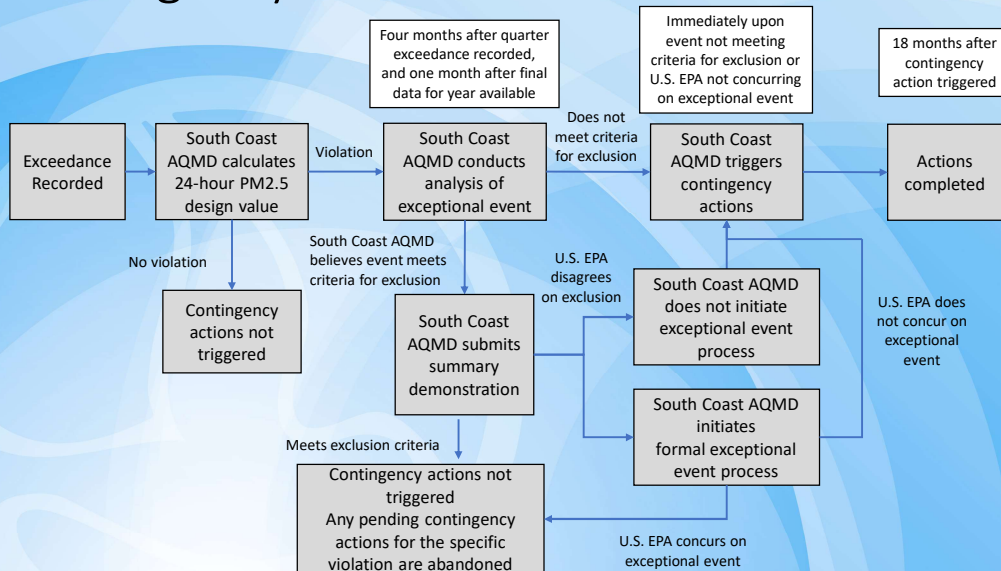 Four months after quarter
exceedance recorded,
and one month after final
data for year available
Immediately upon
event not meeting
criteria for exclusion or
U.S. EPA not concurring
on exceptional event
18 months after
contingency
action triggered
Exceedance
Recorded
South Coast
AQMD calculates
24-hour PM2.5
design value
Violation
South Coast
AQMD conducts
analysis of
exceptional event
Does not
meet criteria
for exclusion
South Coast
AQMD triggers
contingency
actions
Actions
completed
No violation
Contingency
actions not
triggered
South Coast AQMD
believes event meets
criteria for exclusion
South Coast
AQMD submits
summary
demonstration
U.S. EPA
disagrees
on exclusion
South Coast AQMD
does not initiate
exceptional event
process
U.S. EPA does
not concur on
exceptional
event
South Coast AQMD
initiates
formal exceptional
event process
Meets exclusion criteria
Contingency actions not
triggered
Any pending contingency
actions for the specific
violation are abandoned
U.S. EPA concurs on
exceptional event